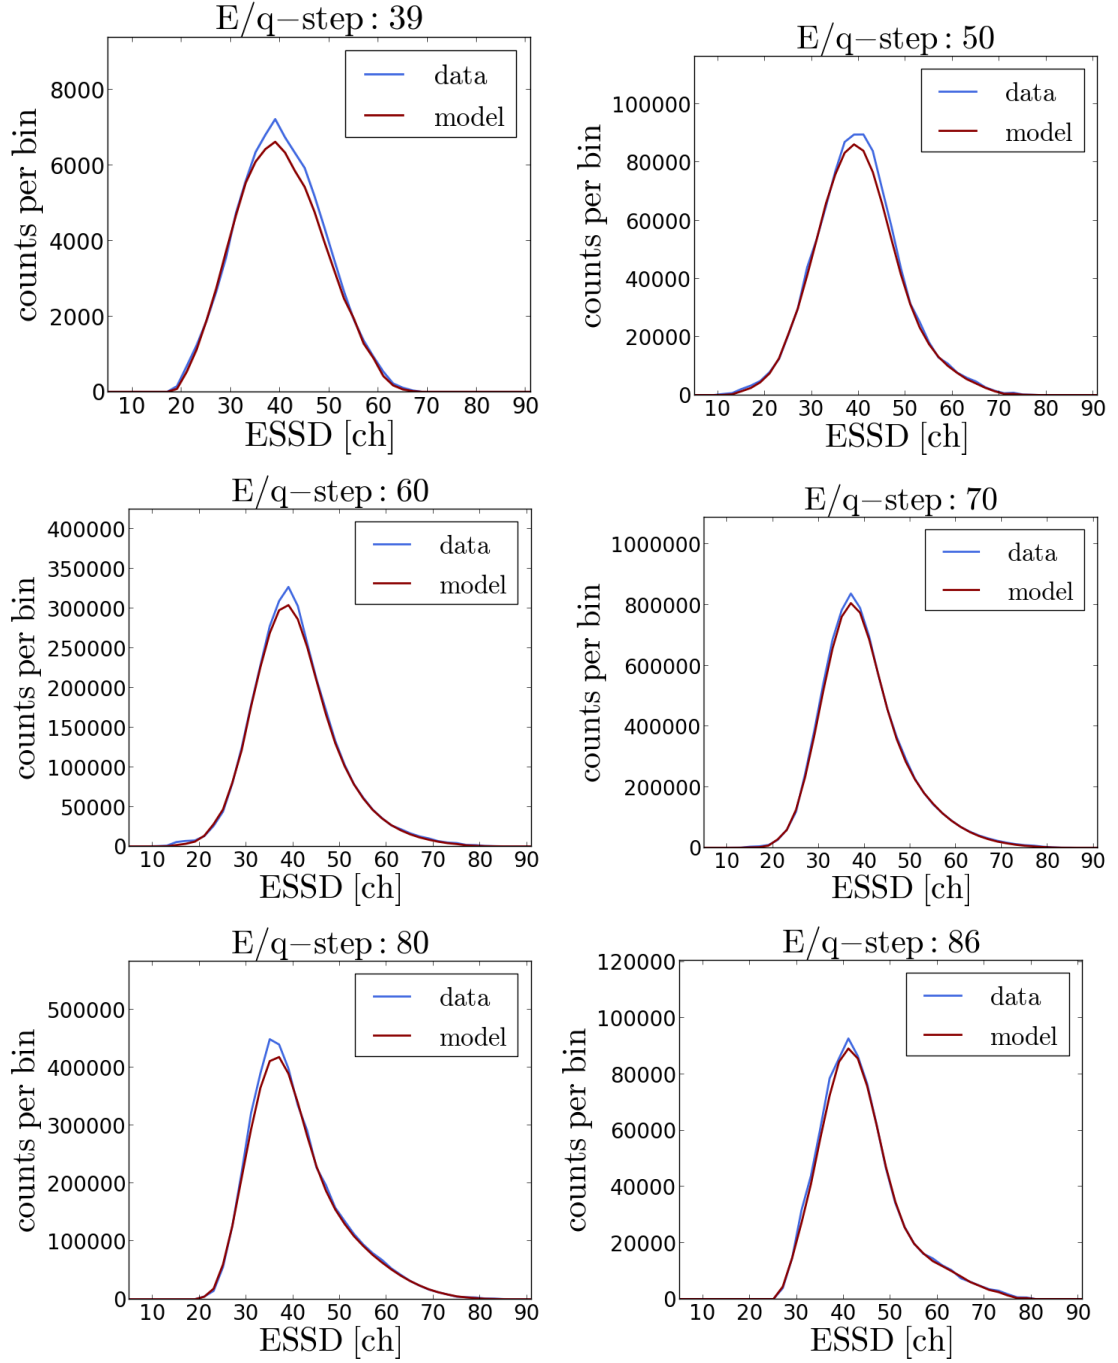 E/q−step: 39
counts per bin
8000
6000
4000
2000
0
data
model
10 20 30 40 50 60 70 80 90
ESSD [ch]
E/q−step: 50
counts per bin
100000
80000
60000
40000
20000
0
data
model
10 20 30 40 50 60 70 80 90
ESSD [ch]
E/q−step: 60
counts per bin
400000
350000
300000
250000
200000
150000
100000
50000
0
data
model
10 20 30 40 50 60 70 80 90
ESSD [ch]
E/q−step: 70
counts per bin
1000000
800000
600000
400000
200000
0
data
model
10 20 30 40 50 60 70 80 90
ESSD [ch]
E/q−step: 80
counts per bin
500000
400000
300000
200000
100000
0
data
model
10 20 30 40 50 60 70 80 90
ESSD [ch]
E/q−step: 86
counts per bin
120000
100000
80000
60000
40000
20000
0
data
model
10 20 30 40 50 60 70 80 90
ESSD [ch]